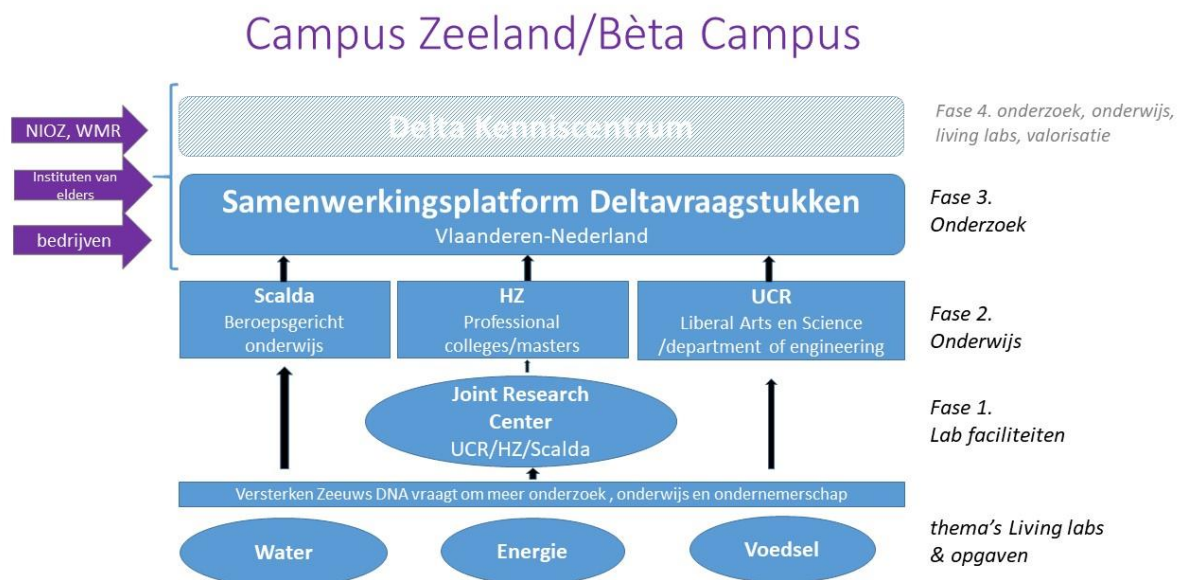 Campus Zeeland/Bèta Campus
NIOZ, WMR
Instituten van
elders
bedrijven
Delta Kenniscentrum
Fase 4. onderzoek, onderwijs,
living labs, valorisatie
Samenwerkingsplatform Deltavraagstukken
Vlaanderen-Nederland
Fase 3.
Onderzoek
Scalda
Beroepsgericht
onderwijs
HZ
Professional
colleges/masters
UCR
Liberal Arts en Science
/department of engineering
Fase 2.
Onderwijs
Joint Research
Center
UCR/HZ/Scalda
Fase 1.
Lab faciliteiten
Versterken Zeeuws DNA vraagt om meer onderzoek , onderwijs en ondernemerschap
Water
Energie
Voedsel
thema's Living labs
& opgaven